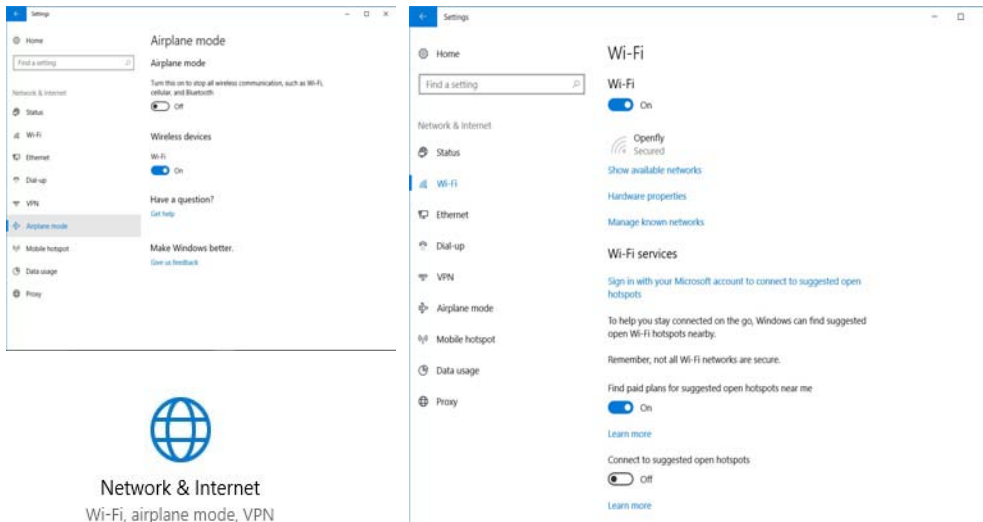 Settings
Home
Find a setting
Network & Internet
Status
Wi-Fi
Ethernet
Dial-up
VPN
Airplane mode
Mobile hotspot
Data usage
Proxy
Airplane mode
Airplane mode
Turn this on to stop all wireless communication, such as Wi-Fi,
cellular, and Bluetooth
Off
Wireless devices
Wi-Fi
On
Have a question?
Get help
Make Windows better.
Give us feedback
Network & Internet
Wi-Fi, airplane mode, VPN
Settings
Home
Find a setting
Network & Internet
Status
Wi-Fi
Ethernet
Dial-up
VPN
Airplane mode
Mobile hotspot
Data usage
Proxy
Wi-Fi
Wi-Fi
On
Openfly
Secured
Show available networks
Hardware properties
Manage known networks
Wi-Fi services
Sign in with your Microsoft account to connect to suggested open
hotspots
To help you stay connected on the go, Windows can find suggested
open Wi-Fi hotspots nearby.
Remember, not all Wi-Fi networks are secure.
Find paid plans for suggested open hotspots near me
On
Learn more
Connect to suggested open hotspots
Off
Learn more